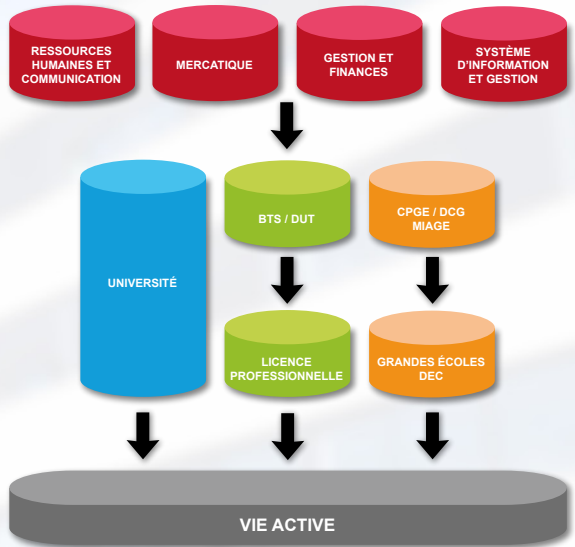 RESSOURCES
HUMAINES ET
COMMUNICATION
MERCATIQUE
GESTION ET
FINANCES
SYSTÈME
D'INFORMATION
ET GESTION
UNIVERSITÉ
BTS / DUT
CPGE / DCG
MIAGE
LICENCE
PROFESSIONNELLE
GRANDES ÉCOLES
DEC
VIE ACTIVE